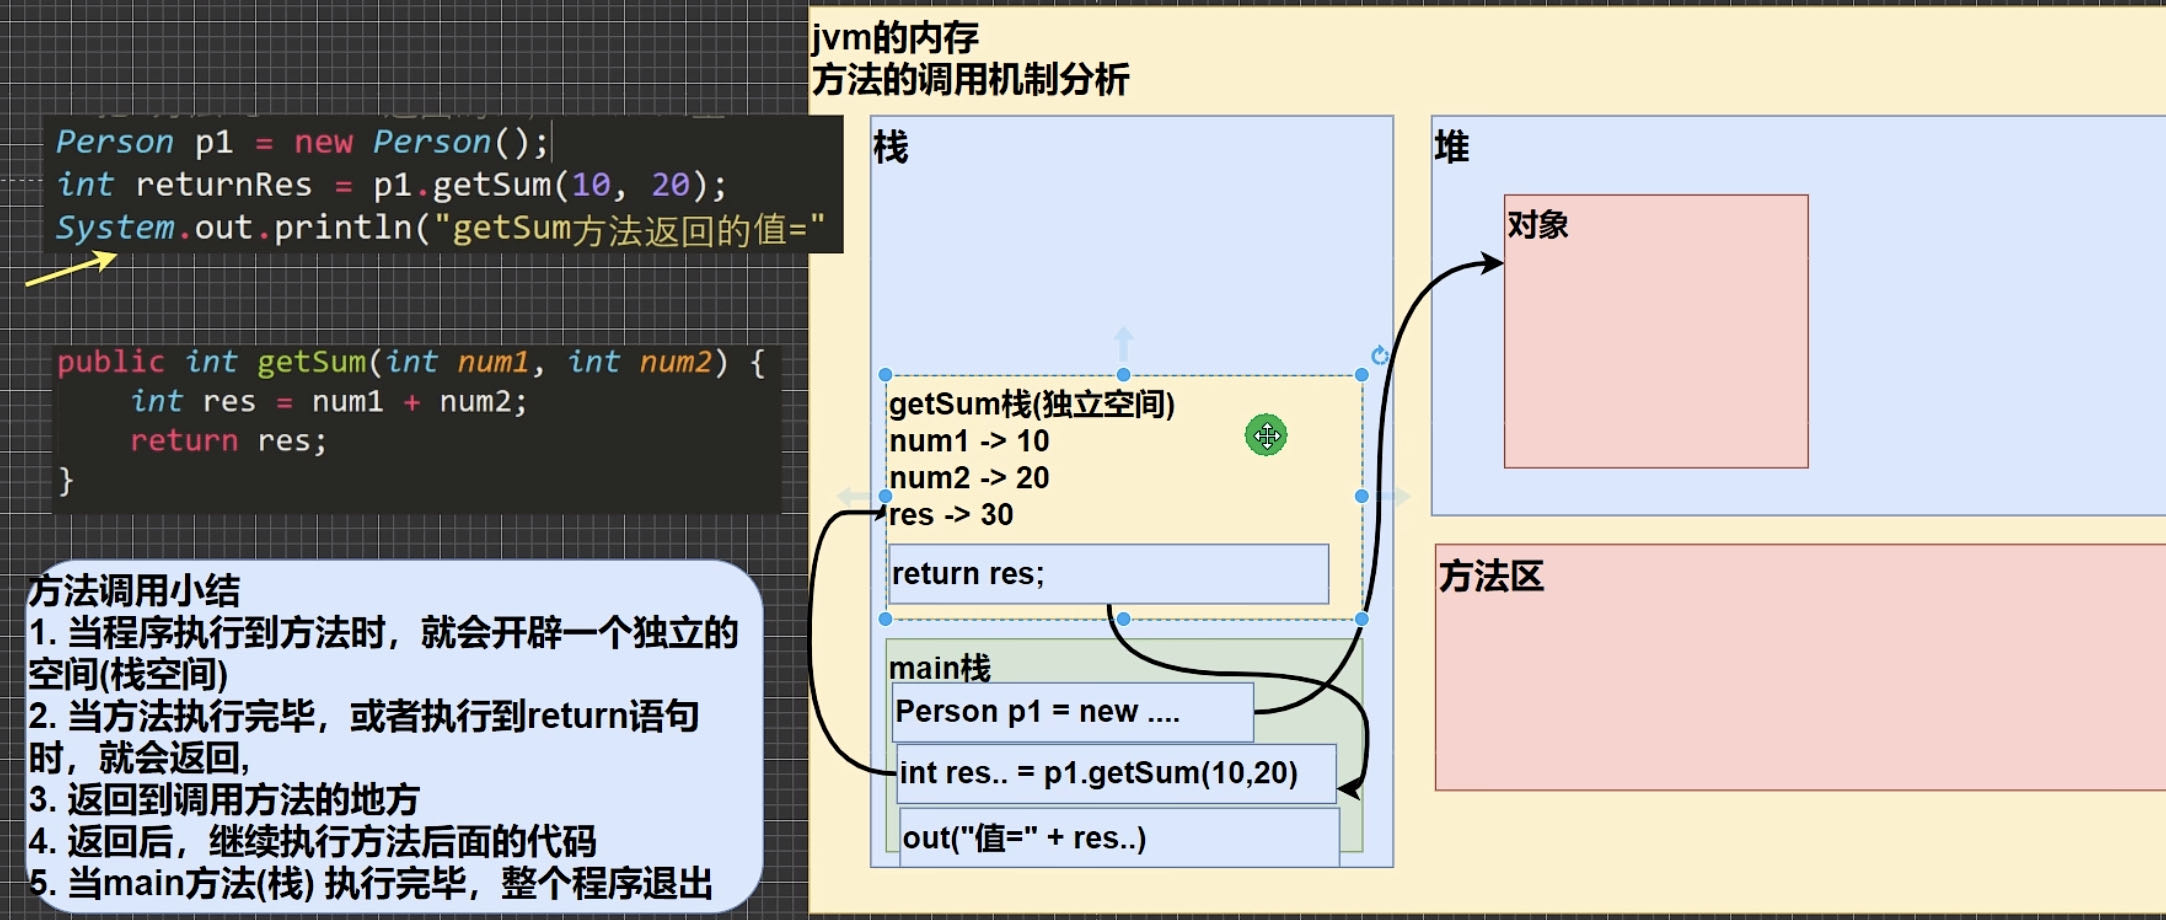 jvm的内存
方法的调用机制分析
Person p1 = new Person();
int returnRes = p1.getSum(10, 20);
System.out.println("getSum方法返回的值="
public int getSum(int num1, int num2) {
int res = num1 + num2;
return res;
}
方法调用小结
1. 当程序执行到方法时，就会开辟一个独立的
空间(栈空间)
2. 当方法执行完毕，或者执行到return语句
时，就会返回,
3. 返回到调用方法的地方
4. 返回后，继续执行方法后面的代码
5. 当main方法(栈) 执行完毕，整个程序退出
栈
getSum栈(独立空间)
num1 -> 10
num2 -> 20
res -> 30
return res;
main栈
Person p1 = new ....
int res.. = p1.getSum(10,20)
out("值=" + res..)
堆
对象
方法区